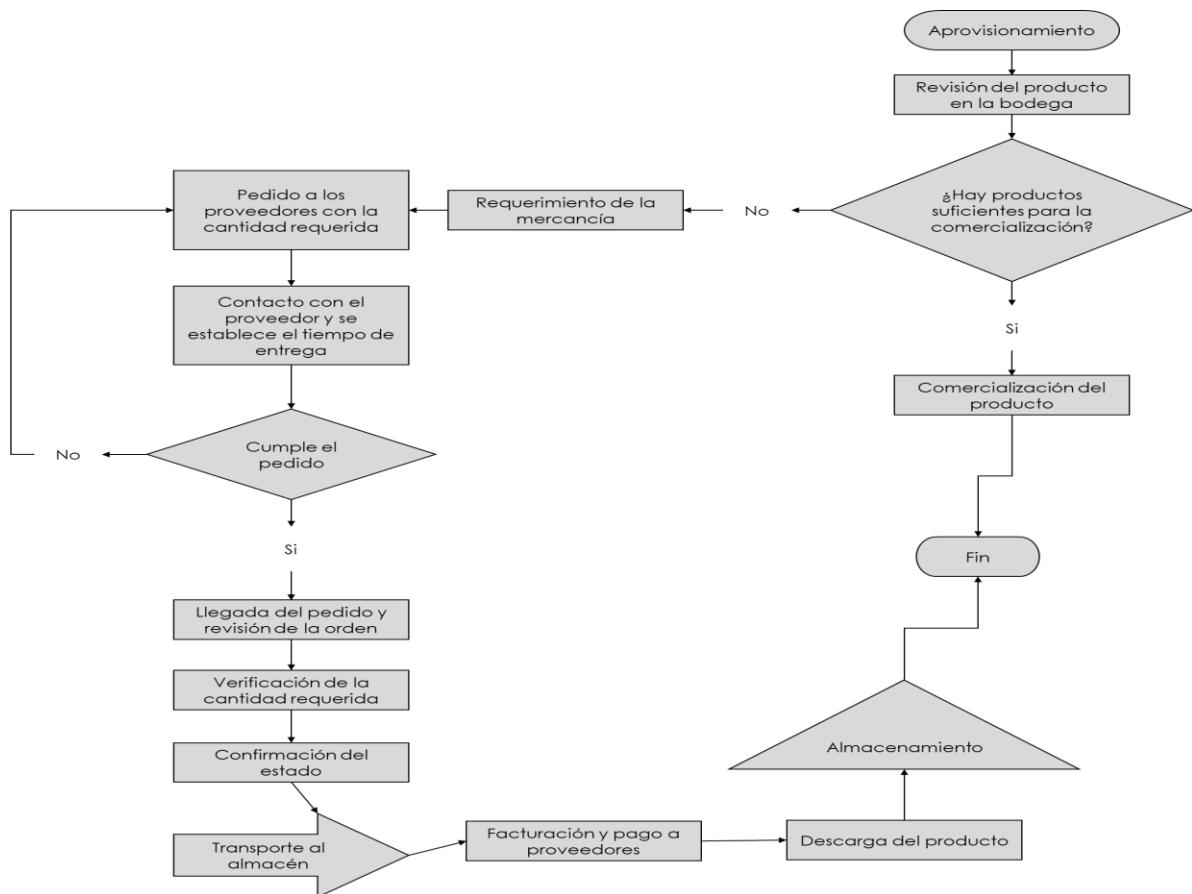 Aprovisionamiento
Revisión del producto
en la bodega
¿Hay productos
suficientes para la
comercialización?
No
Requerimiento de la
mercancía
Pedido a los
proveedores con la
cantidad requerida
Contacto con el
proveedor y se
establece el tiempo de
entrega
Cumple el
pedido
No
Si
Llegada del pedido y
revisión de la orden
Verificación de la
cantidad requerida
Confirmación del
estado
Transporte al
almacén
Facturación y pago a
proveedores
Descarga del producto
Almacenamiento
Si
Comercialización del
producto
Fin